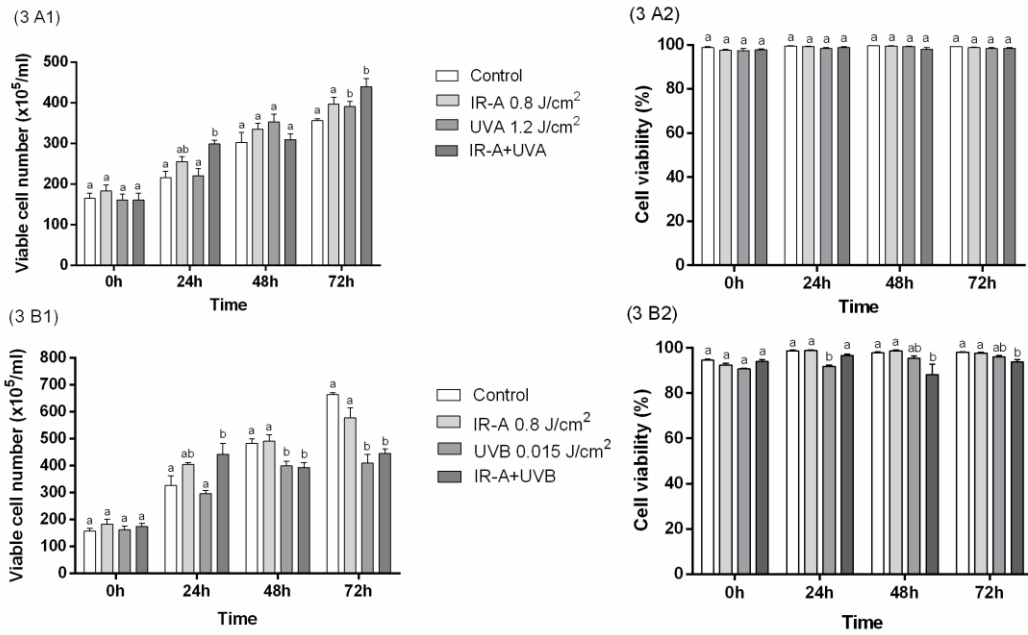 (3 A1)
Viable cell number (x10⁵/ml)
500
400
300
200
100
0
a a a a
a ab a b
a a a a
a a b b
0h 24h 48h 72h
Time
Control
IR-A 0.8 J/cm²
UVA 1.2 J/cm²
IR-A+UVA
(3 A2)
Cell viability (%)
100
80
60
40
20
0
a a a a
a a a a
a a a a
a a a a
0h 24h 48h 72h
Time
(3 B1)
Viable cell number (x10⁵/ml)
800
700
600
500
400
300
200
100
0
a a a a
a ab a b
a a b b
a a b b
0h 24h 48h 72h
Time
Control
IR-A 0.8 J/cm²
UVB 0.015 J/cm²
IR-A+UVB
(3 B2)
Cell viability (%)
100
80
60
40
20
0
a a a a
a a b a
a a ab b
a a ab b
0h 24h 48h 72h
Time